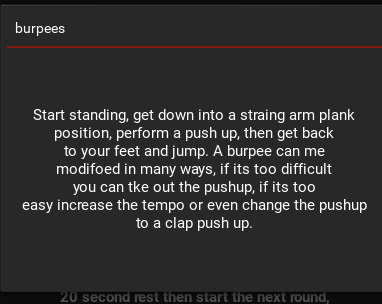 burpees
Start standing, get down into a straing arm plank
position, perform a push up, then get back
to your feet and jump. A burpee can me
modifoed in many ways, if its too difficult
you can tke out the pushup, if its too
easy increase the tempo or even change the pushup
to a clap push up.
20 second rest then start the next round,